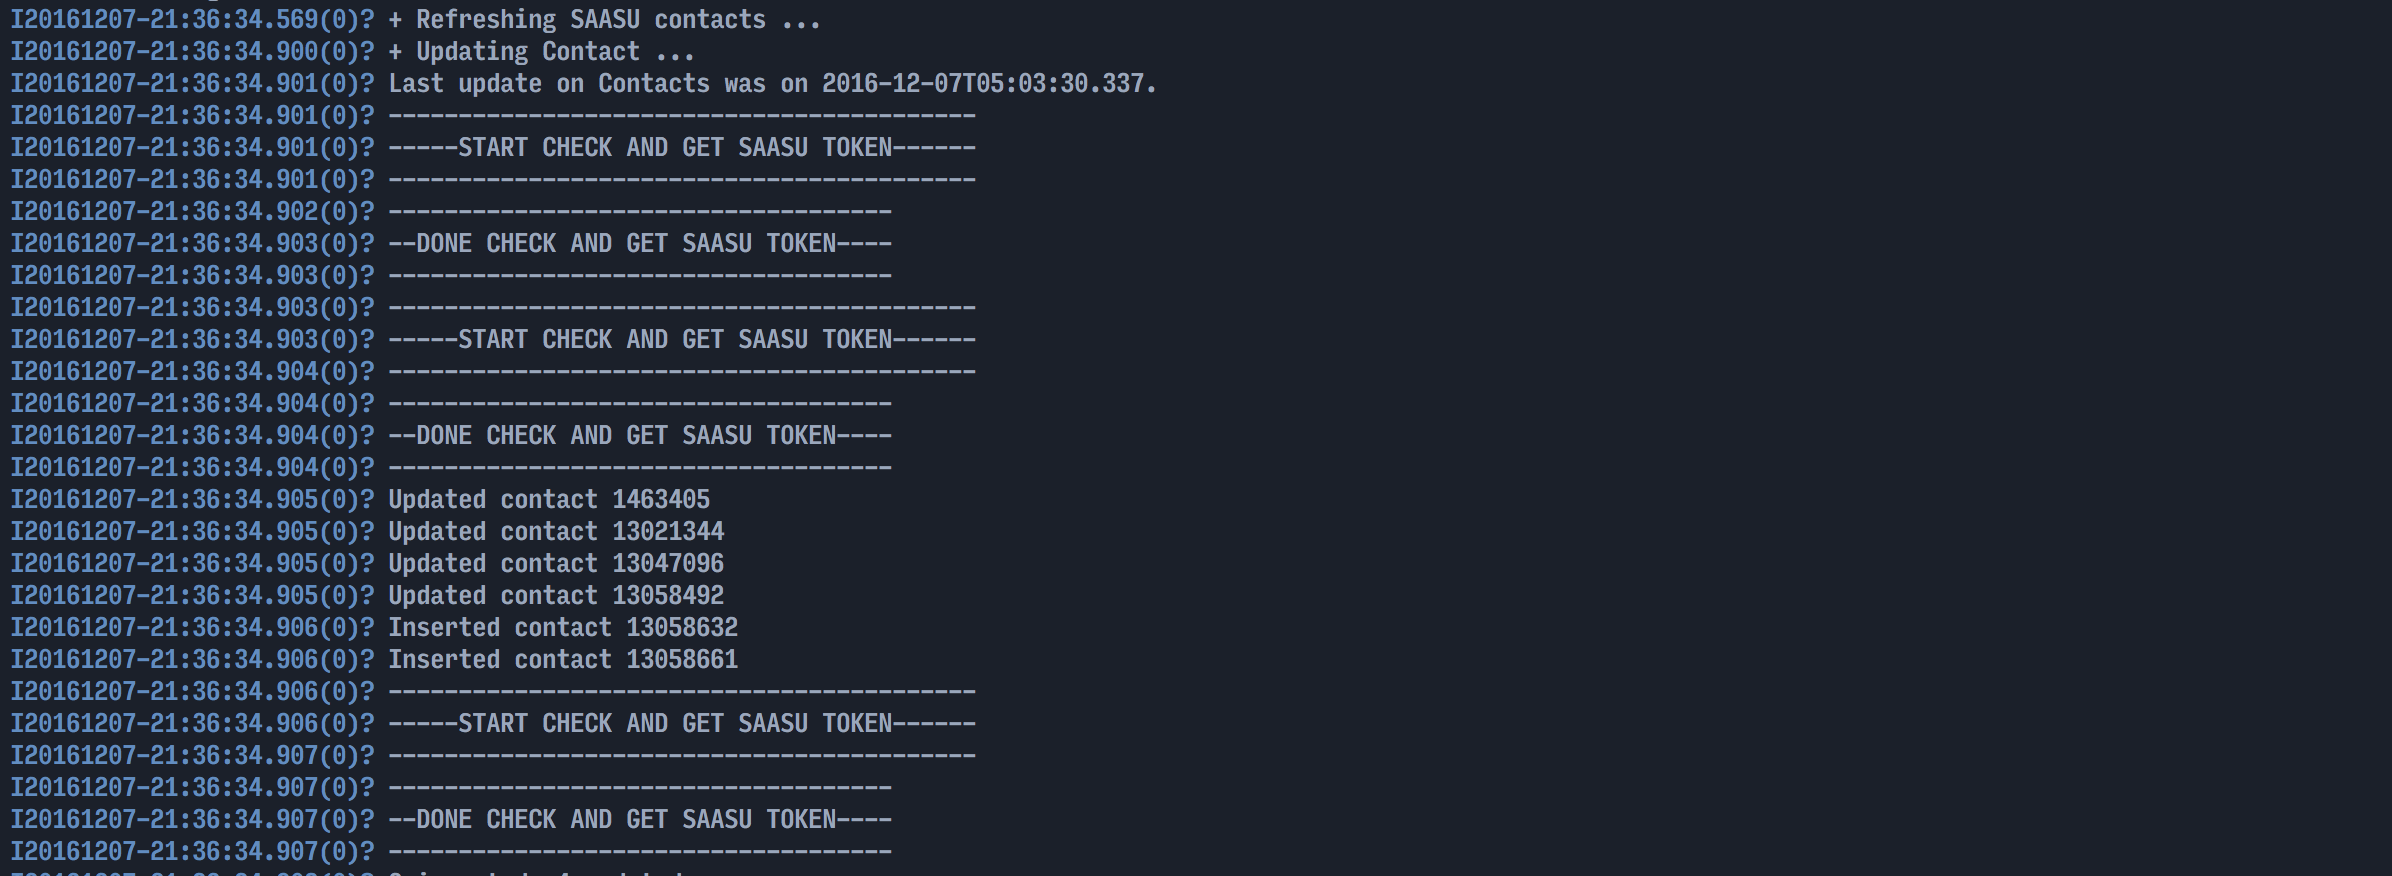 I20161207-21:36:34.569(0)? + Refreshing SAASU contacts ...
I20161207-21:36:34.900(0)? + Updating Contact ...
I20161207-21:36:34.901(0)? Last update on Contacts was on 2016-12-07T05:03:30.337.
I20161207-21:36:34.901(0)? ------------------------------------------
I20161207-21:36:34.901(0)? -----START CHECK AND GET SAASU TOKEN------
I20161207-21:36:34.901(0)? ------------------------------------------
I20161207-21:36:34.902(0)? ------------------------------------
I20161207-21:36:34.903(0)? --DONE CHECK AND GET SAASU TOKEN----
I20161207-21:36:34.903(0)? ------------------------------------
I20161207-21:36:34.903(0)? ------------------------------------------
I20161207-21:36:34.903(0)? -----START CHECK AND GET SAASU TOKEN------
I20161207-21:36:34.904(0)? ------------------------------------------
I20161207-21:36:34.904(0)? ------------------------------------
I20161207-21:36:34.904(0)? --DONE CHECK AND GET SAASU TOKEN----
I20161207-21:36:34.904(0)? ------------------------------------
I20161207-21:36:34.905(0)? Updated contact 1463405
I20161207-21:36:34.905(0)? Updated contact 13021344
I20161207-21:36:34.905(0)? Updated contact 13047096
I20161207-21:36:34.905(0)? Updated contact 13058492
I20161207-21:36:34.906(0)? Inserted contact 13058632
I20161207-21:36:34.906(0)? Inserted contact 13058661
I20161207-21:36:34.906(0)? ------------------------------------------
I20161207-21:36:34.906(0)? -----START CHECK AND GET SAASU TOKEN------
I20161207-21:36:34.907(0)? ------------------------------------------
I20161207-21:36:34.907(0)? ------------------------------------
I20161207-21:36:34.907(0)? --DONE CHECK AND GET SAASU TOKEN----
I20161207-21:36:34.907(0)? ------------------------------------